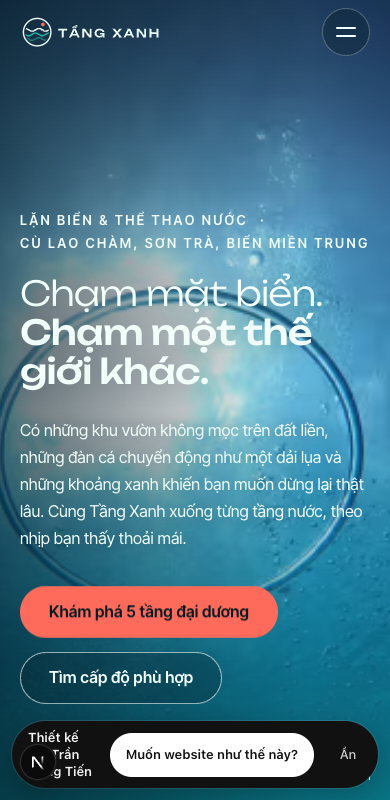 TẦNG XANH
LẶN BIỂN & THỂ THAO NƯỚC ·
CÙ LAO CHÀM, SƠN TRÀ, BIỂN MIỀN TRUNG
Chạm mặt biển.
Chạm một thế
giới khác.
Có những khu vườn không mọc trên đất liền,
những đàn cá chuyển động như một dải lụa và
những khoảng xanh khiến bạn muốn dừng lại thật
lâu. Cùng Tầng Xanh xuống từng tầng nước, theo
nhịp bạn thấy thoải mái.
Khám phá 5 tầng đại dương
Tìm cấp độ phù hợp
Thiết kế
Trần
Tiến
Muốn website như thế này?
Ẩn
N